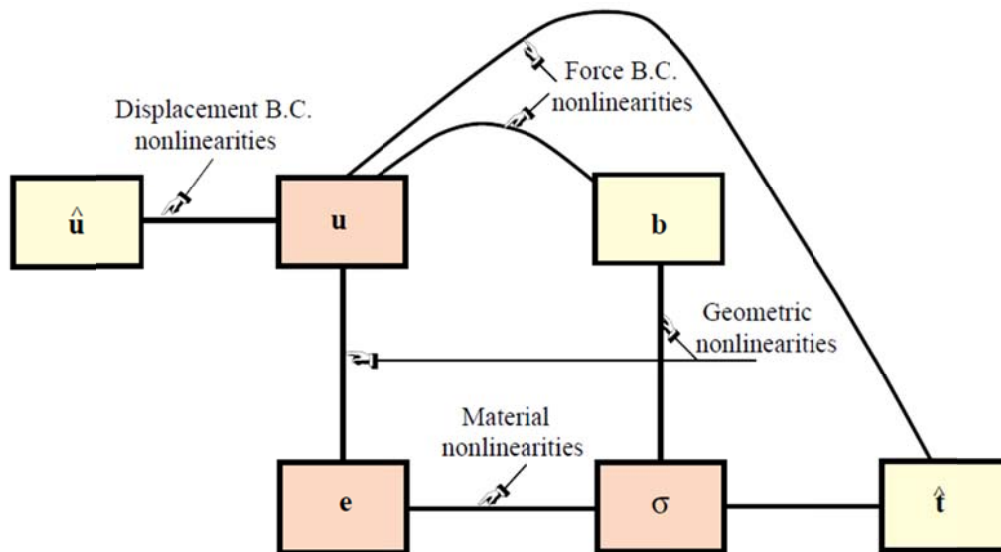 Force B.C.
nonlinearities
Displacement B.C.
nonlinearities
û
u
b
Geometric
nonlinearities
Material
nonlinearities
e
σ
t̂